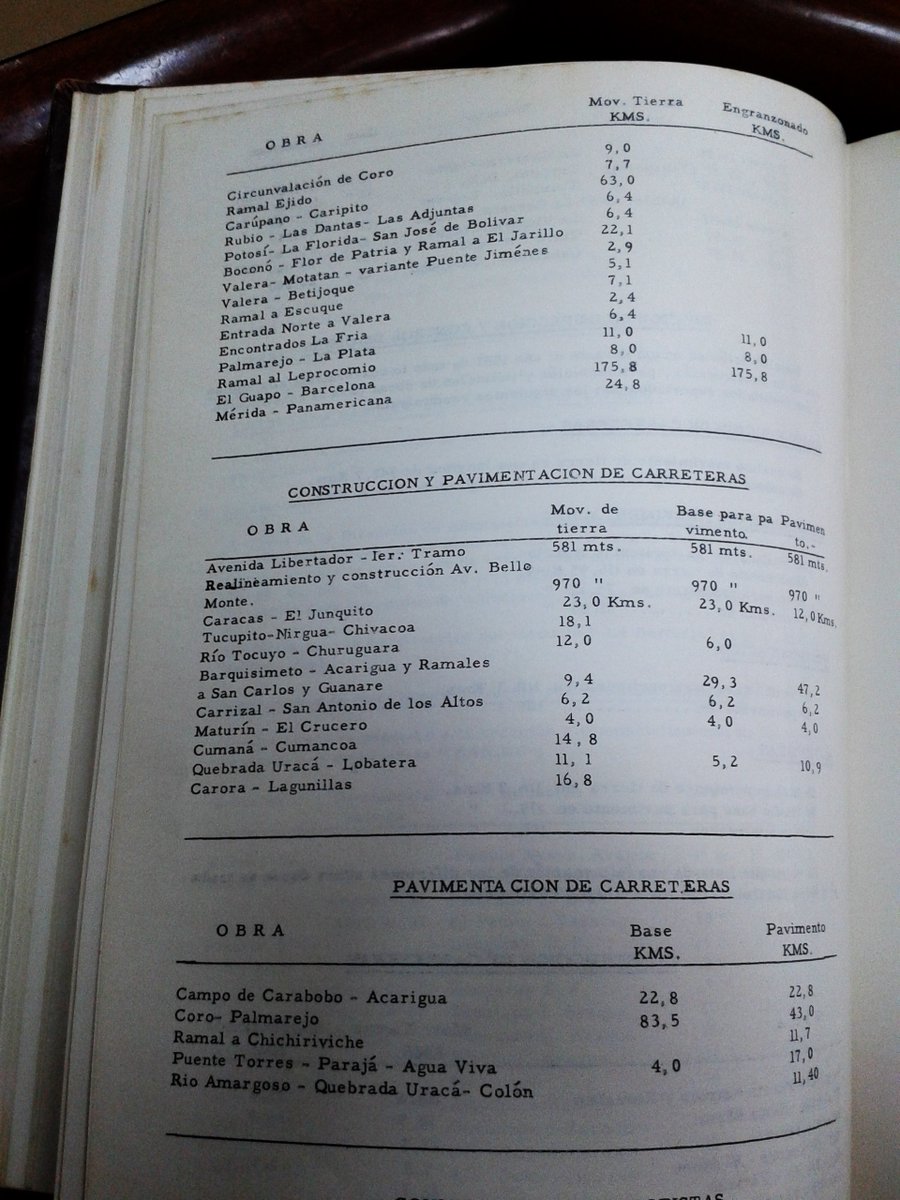 Mov. Tierra Engranzonado
OBRA KMS. KMS.
Circunvalación de Coro 9,0
Ramal Ejido 7,7
Carúpano - Caripito 63,0
Rubio - Las Dantas- Las Adjuntas 6,4
Potosí- La Florida- San José de Bolivar 6,4
Boconó - Flor de Patria y Ramal a El Jarillo 22,1
Valera- Motatan - variante Puente Jiménes 2,9
Valera - Betijoque 5,1
Ramal a Escuque 7,1
Entrada Norte a Valera 2,4
Encontrados La Fria 6,4
Palmarejo - La Plata 11,0 11,0
Ramal al Leprocomio 8,0 8,0
El Guapo - Barcelona 175,8 175,8
Mérida - Panamericana 24,8
CONSTRUCCION Y PAVIMENTACION DE CARRETERAS
Mov. de Base para pa Pavimen
OBRA tierra vimento. to.-
Avenida Libertador - Ier. Tramo 581 mts. 581 mts. 581 mts.
Realineamiento y construcción Av. Bello
Monte. 970 " 970 " 970 "
Caracas - El Junquito 23,0 Kms. 23,0 Kms. 12,0 Kms.
Tucupito-Nirgua- Chivacoa 18,1
Río Tocuyo - Churuguara 12,0 6,0
Barquisimeto - Acarigua y Ramales
a San Carlos y Guanare 9,4 29,3 47,2
Carrizal - San Antonio de los Altos 6,2 6,2 6,2
Maturín - El Crucero 4,0 4,0 4,0
Cumaná - Cumancoa 14,8
Quebrada Uracá - Lobatera 11,1 5,2 10,9
Carora - Lagunillas 16,8
PAVIMENTACION DE CARRETERAS
OBRA Base Pavimento
KMS. KMS.
Campo de Carabobo - Acarigua 22,8 22,8
Coro- Palmarejo 83,5 43,0
Ramal a Chichiriviche 11,7
Puente Torres - Parajá - Agua Viva 4,0 17,0
Rio Amargoso - Quebrada Uracá- Colón 11,40